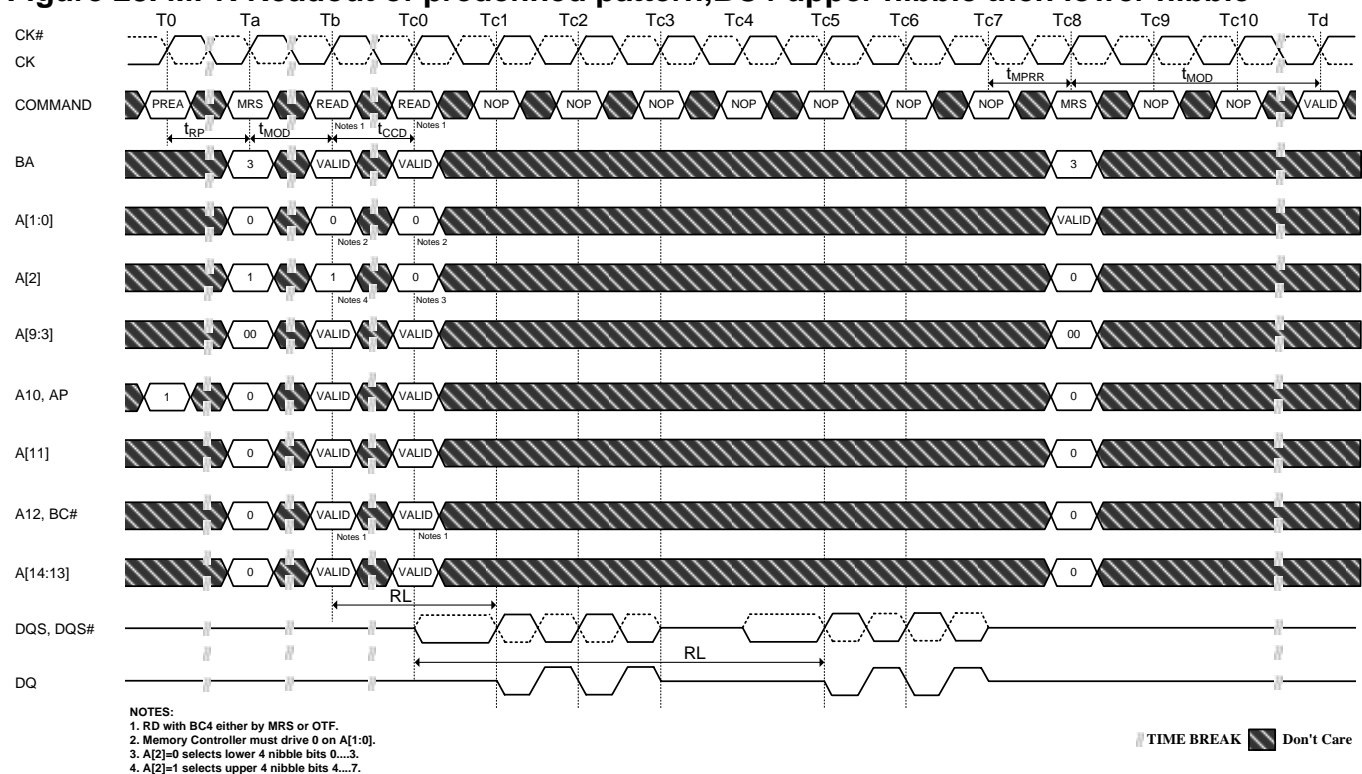 Figure MPR Readout of predefined pattern,BC4 upper nibble then lower nibble
T0 Ta Tb Tc0 Tc1 Tc2 Tc3 Tc4 Tc5 Tc6 Tc7 Tc8 Tc9 Tc10 Td
CK#
CK
tMPRR tMOD
COMMAND PREA MRS READ READ NOP NOP NOP NOP NOP NOP NOP MRS NOP NOP VALID
Notes 1 Notes 1
tRP tMOD tCCD
BA 3 VALID VALID 3
A[1:0] 0 0 0 VALID
Notes 2 Notes 2
A[2] 1 1 0 0
Notes 4 Notes 3
A[9:3] 00 VALID VALID 00
A10, AP 1 0 VALID VALID 0
A[11] 0 VALID VALID 0
A12, BC# 0 VALID VALID 0
Notes 1 Notes 1
A[14:13] 0 VALID VALID 0
RL
DQS, DQS#
RL
DQ
NOTES:
1. RD with BC4 either by MRS or OTF.
2. Memory Controller must drive 0 on A[1:0].
3. A[2]=0 selects lower 4 nibble bits 0....3.
4. A[2]=1 selects upper 4 nibble bits 4....7.
TIME BREAK Don't Care